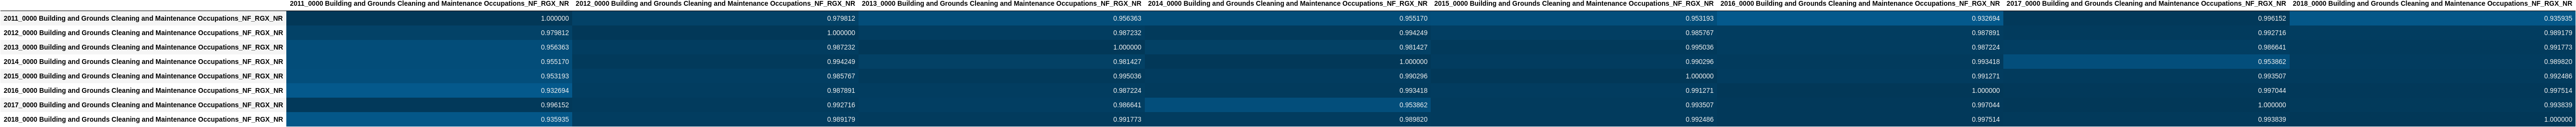 2011_0000 Building and Grounds Cleaning and Maintenance Occupations_NF_RGX_NR 2012_0000 Building and Grounds Cleaning and Maintenance Occupations_NF_RGX_NR 2013_0000 Building and Grounds Cleaning and Maintenance Occupations_NF_RGX_NR 2014_0000 Building and Grounds Cleaning and Maintenance Occupations_NF_RGX_NR 2015_0000 Building and Grounds Cleaning and Maintenance Occupations_NF_RGX_NR 2016_0000 Building and Grounds Cleaning and Maintenance Occupations_NF_RGX_NR 2017_0000 Building and Grounds Cleaning and Maintenance Occupations_NF_RGX_NR 2018_0000 Building and Grounds Cleaning and Maintenance Occupations_NF_RGX_NR
2011_0000 Building and Grounds Cleaning and Maintenance Occupations_NF_RGX_NR 1.000000 0.979812 0.956363 0.955170 0.953193 0.932694 0.996152 0.935935
2012_0000 Building and Grounds Cleaning and Maintenance Occupations_NF_RGX_NR 0.979812 1.000000 0.987232 0.994249 0.985767 0.987891 0.992716 0.989179
2013_0000 Building and Grounds Cleaning and Maintenance Occupations_NF_RGX_NR 0.956363 0.987232 1.000000 0.981427 0.995036 0.987224 0.986641 0.991773
2014_0000 Building and Grounds Cleaning and Maintenance Occupations_NF_RGX_NR 0.955170 0.994249 0.981427 1.000000 0.990296 0.993418 0.953862 0.989820
2015_0000 Building and Grounds Cleaning and Maintenance Occupations_NF_RGX_NR 0.953193 0.985767 0.995036 0.990296 1.000000 0.991271 0.993507 0.992486
2016_0000 Building and Grounds Cleaning and Maintenance Occupations_NF_RGX_NR 0.932694 0.987891 0.987224 0.993418 0.991271 1.000000 0.997044 0.997514
2017_0000 Building and Grounds Cleaning and Maintenance Occupations_NF_RGX_NR 0.996152 0.992716 0.986641 0.953862 0.993507 0.997044 1.000000 0.993839
2018_0000 Building and Grounds Cleaning and Maintenance Occupations_NF_RGX_NR 0.935935 0.989179 0.991773 0.989820 0.992486 0.997514 0.993839 1.000000